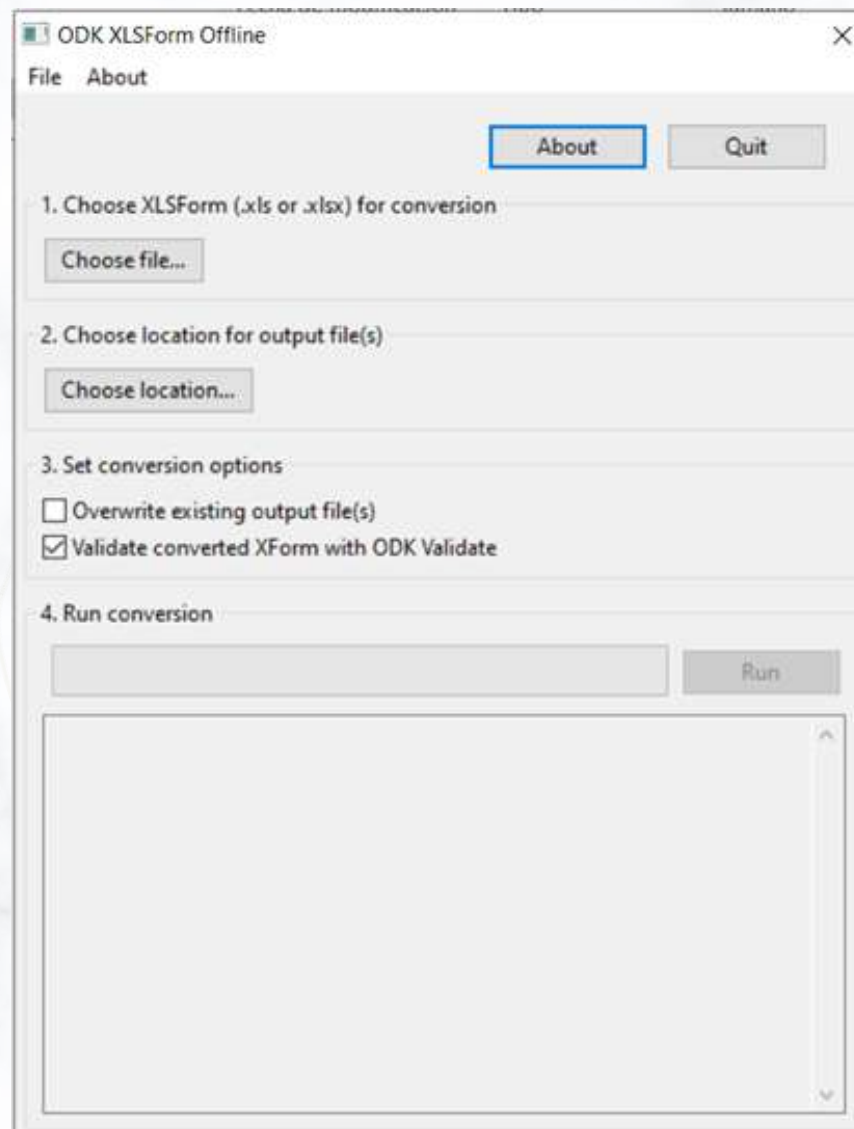 ODK XLSForm Offline
File About
About Quit
1. Choose XLSForm (.xls or .xlsx) for conversion
Choose file...
2. Choose location for output file(s)
Choose location...
3. Set conversion options
Overwrite existing output file(s)
Validate converted XForm with ODK Validate
4. Run conversion
Run